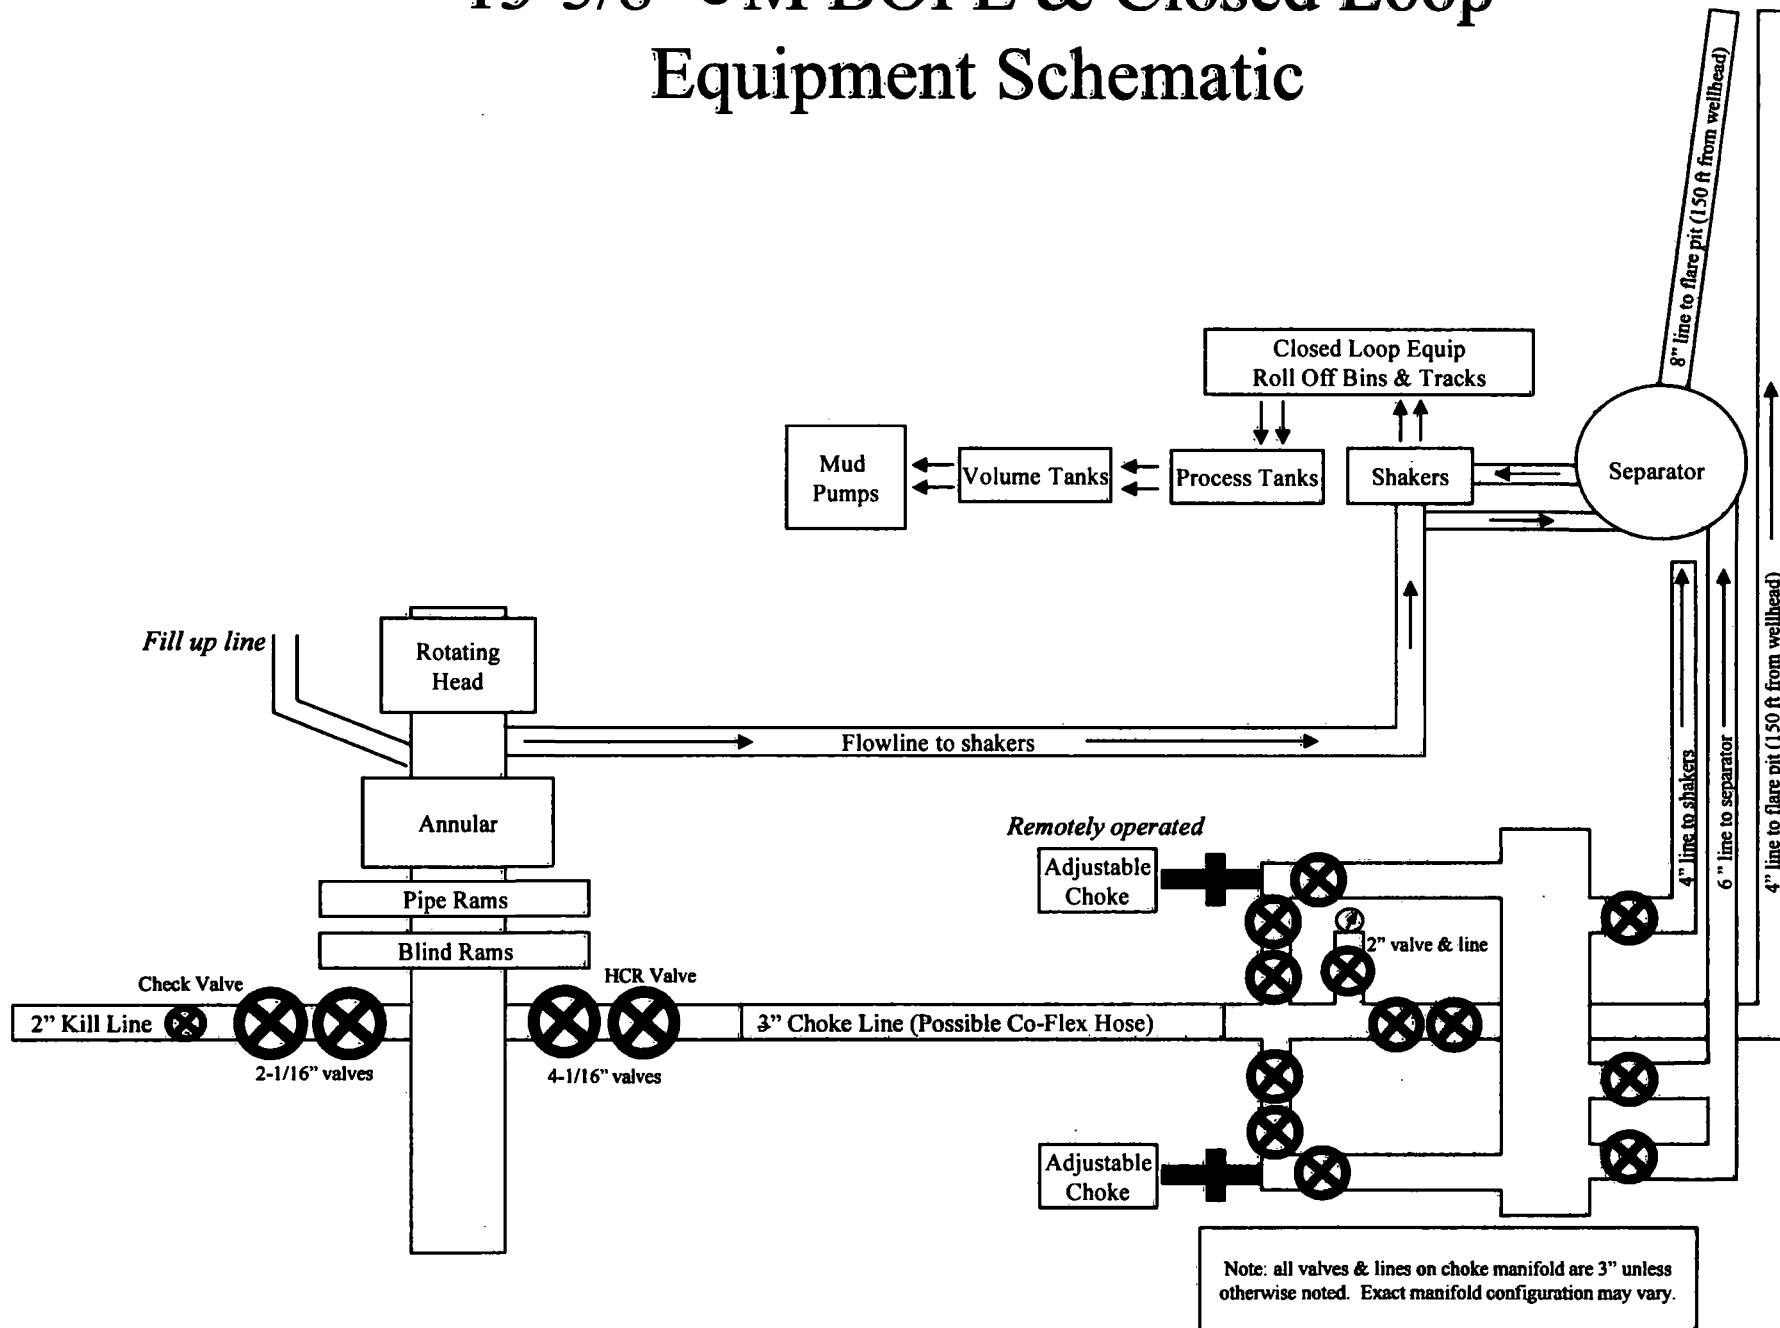 BOPE & Closed Loop
Equipment Schematic
8” line to flare pit (150 ft from wellhead)
Closed Loop Equip
Roll Off Bins & Tracks
Mud
Pumps
Volume Tanks
Process Tanks
Shakers
Separator
Fill up line
Rotating
Head
Flowline to shakers
Annular
Pipe Rams
Blind Rams
Remotely operated
Adjustable
Choke
2” valve & line
4” line to shakers
6 ” line to separator
4” line to flare pit (150 ft from wellhead)
Check Valve
HCR Valve
2” Kill Line
3” Choke Line (Possible Co-Flex Hose)
2-1/16” valves
4-1/16” valves
Adjustable
Choke
Note: all valves & lines on choke manifold are 3” unless
otherwise noted.  Exact manifold configuration may vary.